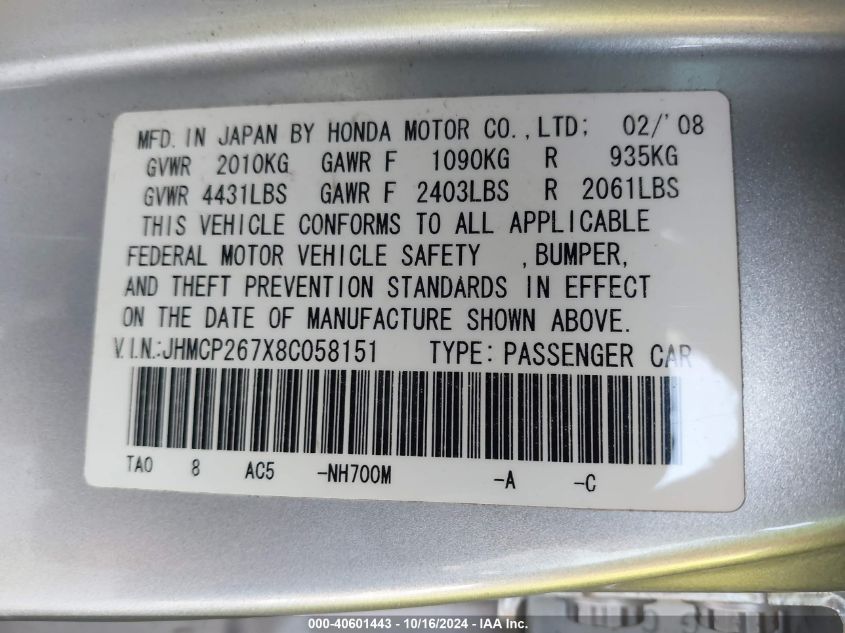 MFD. IN JAPAN BY HONDA MOTOR CO.,LTD; 02/'08
GVWR 2010KG GAWR F 1090KG R 935KG
GVWR 4431LBS GAWR F 2403LBS R 2061LBS
THIS VEHICLE CONFORMS TO ALL APPLICABLE
FEDERAL MOTOR VEHICLE SAFETY ,BUMPER,
AND THEFT PREVENTION STANDARDS IN EFFECT
ON THE DATE OF MANUFACTURE SHOWN ABOVE.
V.I.N.:JHMCP267X8C058151 TYPE: PASSENGER CAR
TA0 8 AC5 -NH700M -A -C
000-40601443 - 10/16/2024 - IAA Inc.